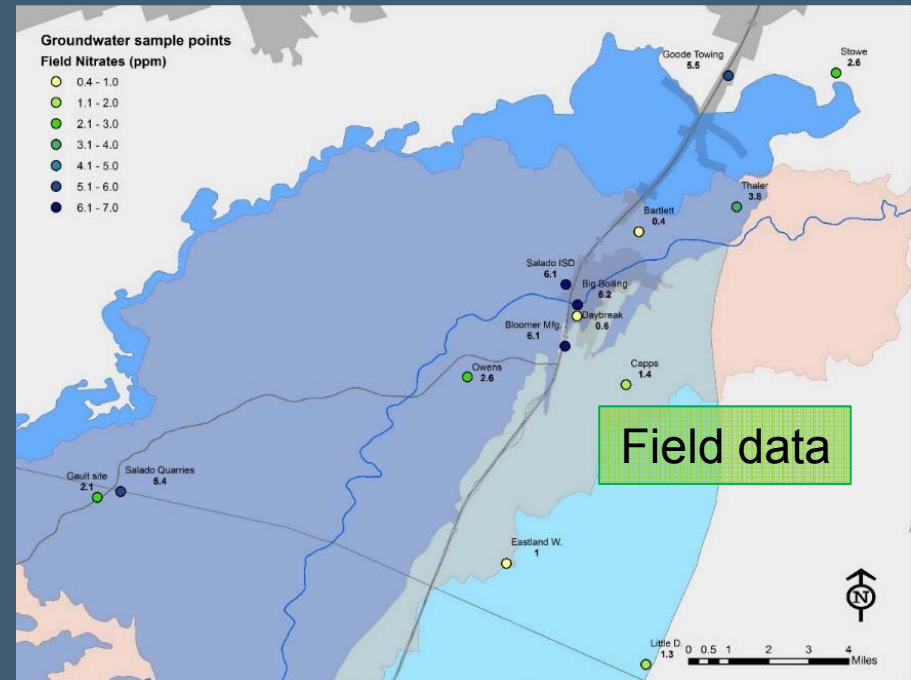 Groundwater sample points
Field Nitrates (ppm)
0.4 - 1.0
1.1 - 2.0
2.1 - 3.0
3.1 - 4.0
4.1 - 5.0
5.1 - 6.0
6.1 - 7.0
Goode Towing
5.5
Stowe
2.6
Thaler
3.8
Bartlett
0.4
Salado ISD
6.1
Big Boiling
6.2
Daybreak
0.6
Bloomer Mfg.
6.1
Owens
2.6
Capps
1.4
Field data
Gault site
2.1
Salado Quarries
5.4
Eastland W.
1
Little D.
1.3
N
0 0.5 1 2 3 4
Miles